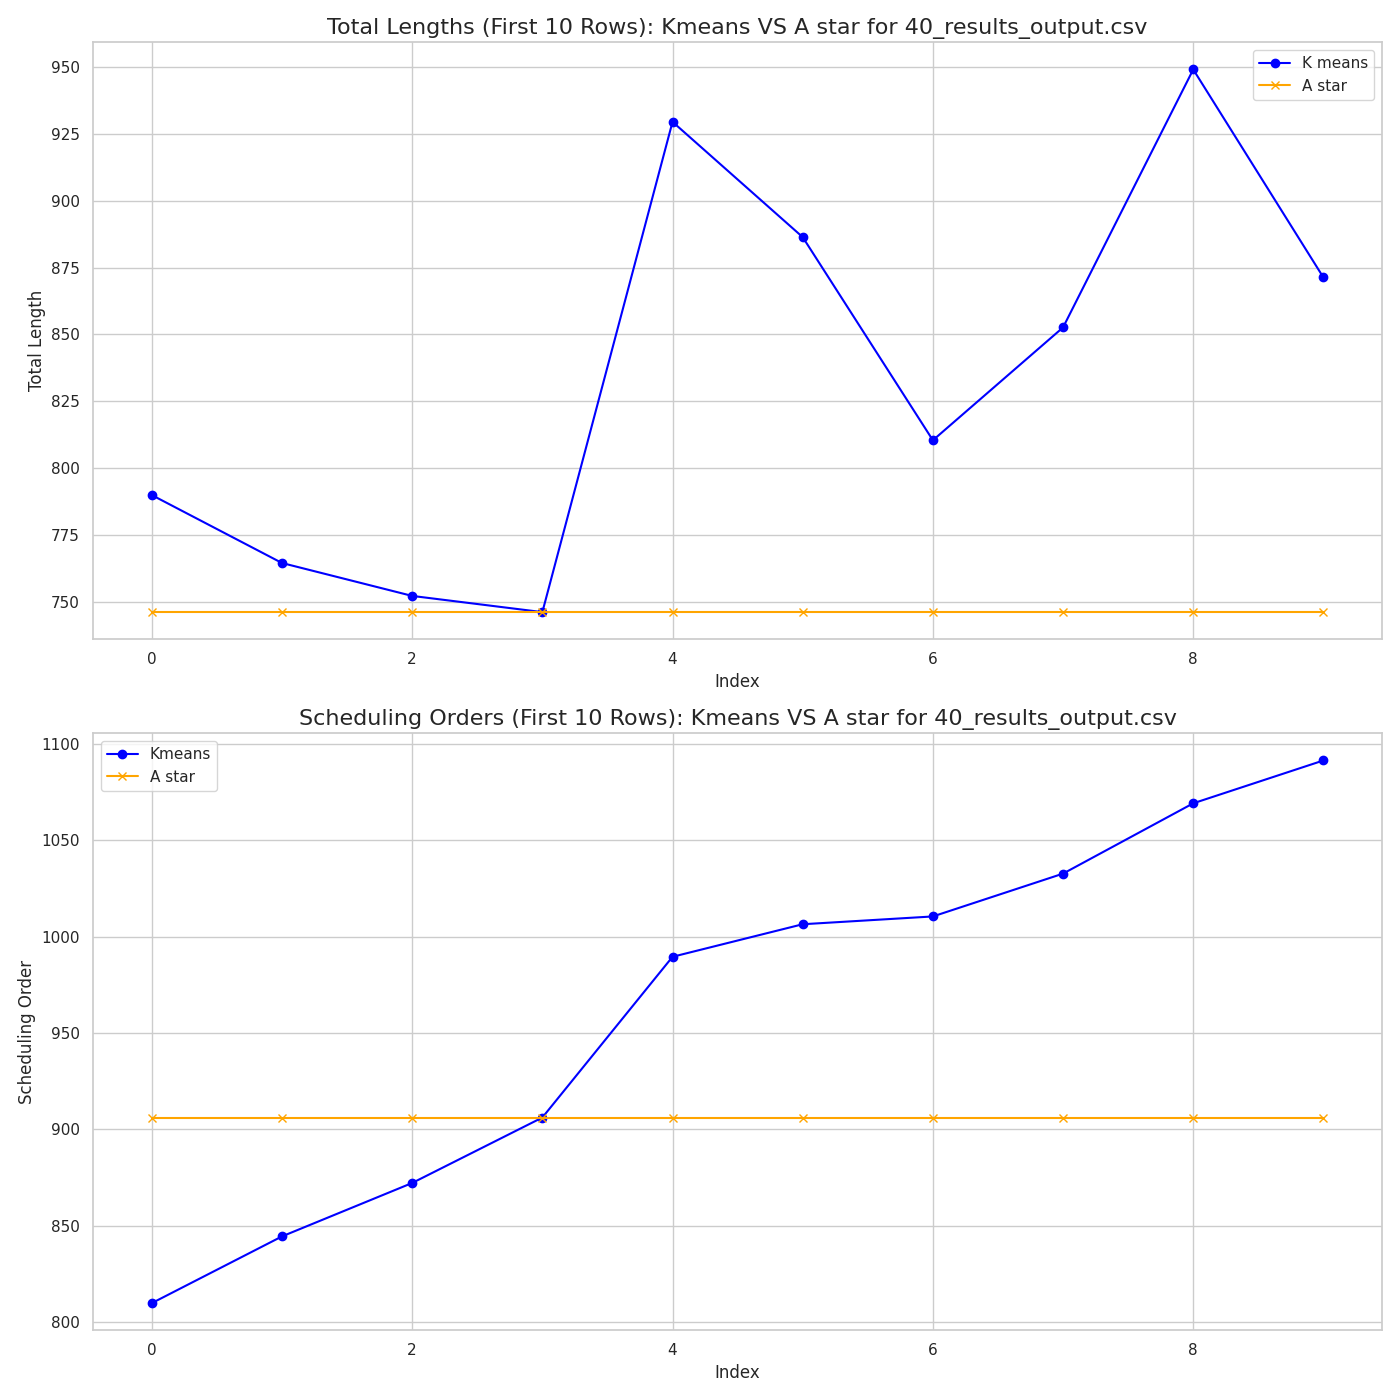 Total Lengths (First 10 Rows): Kmeans VS A star for 40_results_output.csv
K means
A star
950
925
900
875
850
825
800
775
750
Total Length
0 2 4 6 8
Index
Scheduling Orders (First 10 Rows): Kmeans VS A star for 40_results_output.csv
Kmeans
A star
1100
1050
1000
950
900
850
800
Scheduling Order
0 2 4 6 8
Index